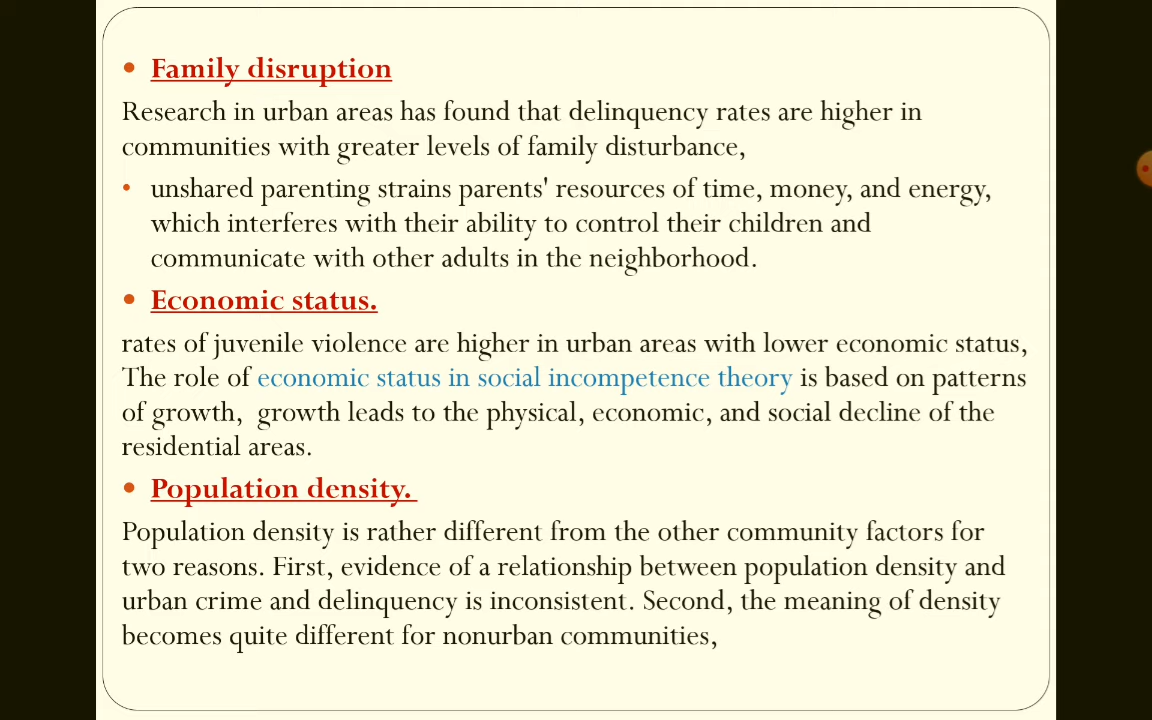 • Family disruption
Research in urban areas has found that delinquency rates are higher in
communities with greater levels of family disturbance,
• unshared parenting strains parents' resources of time, money, and energy,
which interferes with their ability to control their children and
communicate with other adults in the neighborhood.
• Economic status.
rates of juvenile violence are higher in urban areas with lower economic status,
The role of economic status in social incompetence theory is based on patterns
of growth,  growth leads to the physical, economic, and social decline of the
residential areas.
• Population density.
Population density is rather different from the other community factors for
two reasons. First, evidence of a relationship between population density and
urban crime and delinquency is inconsistent. Second, the meaning of density
becomes quite different for nonurban communities,